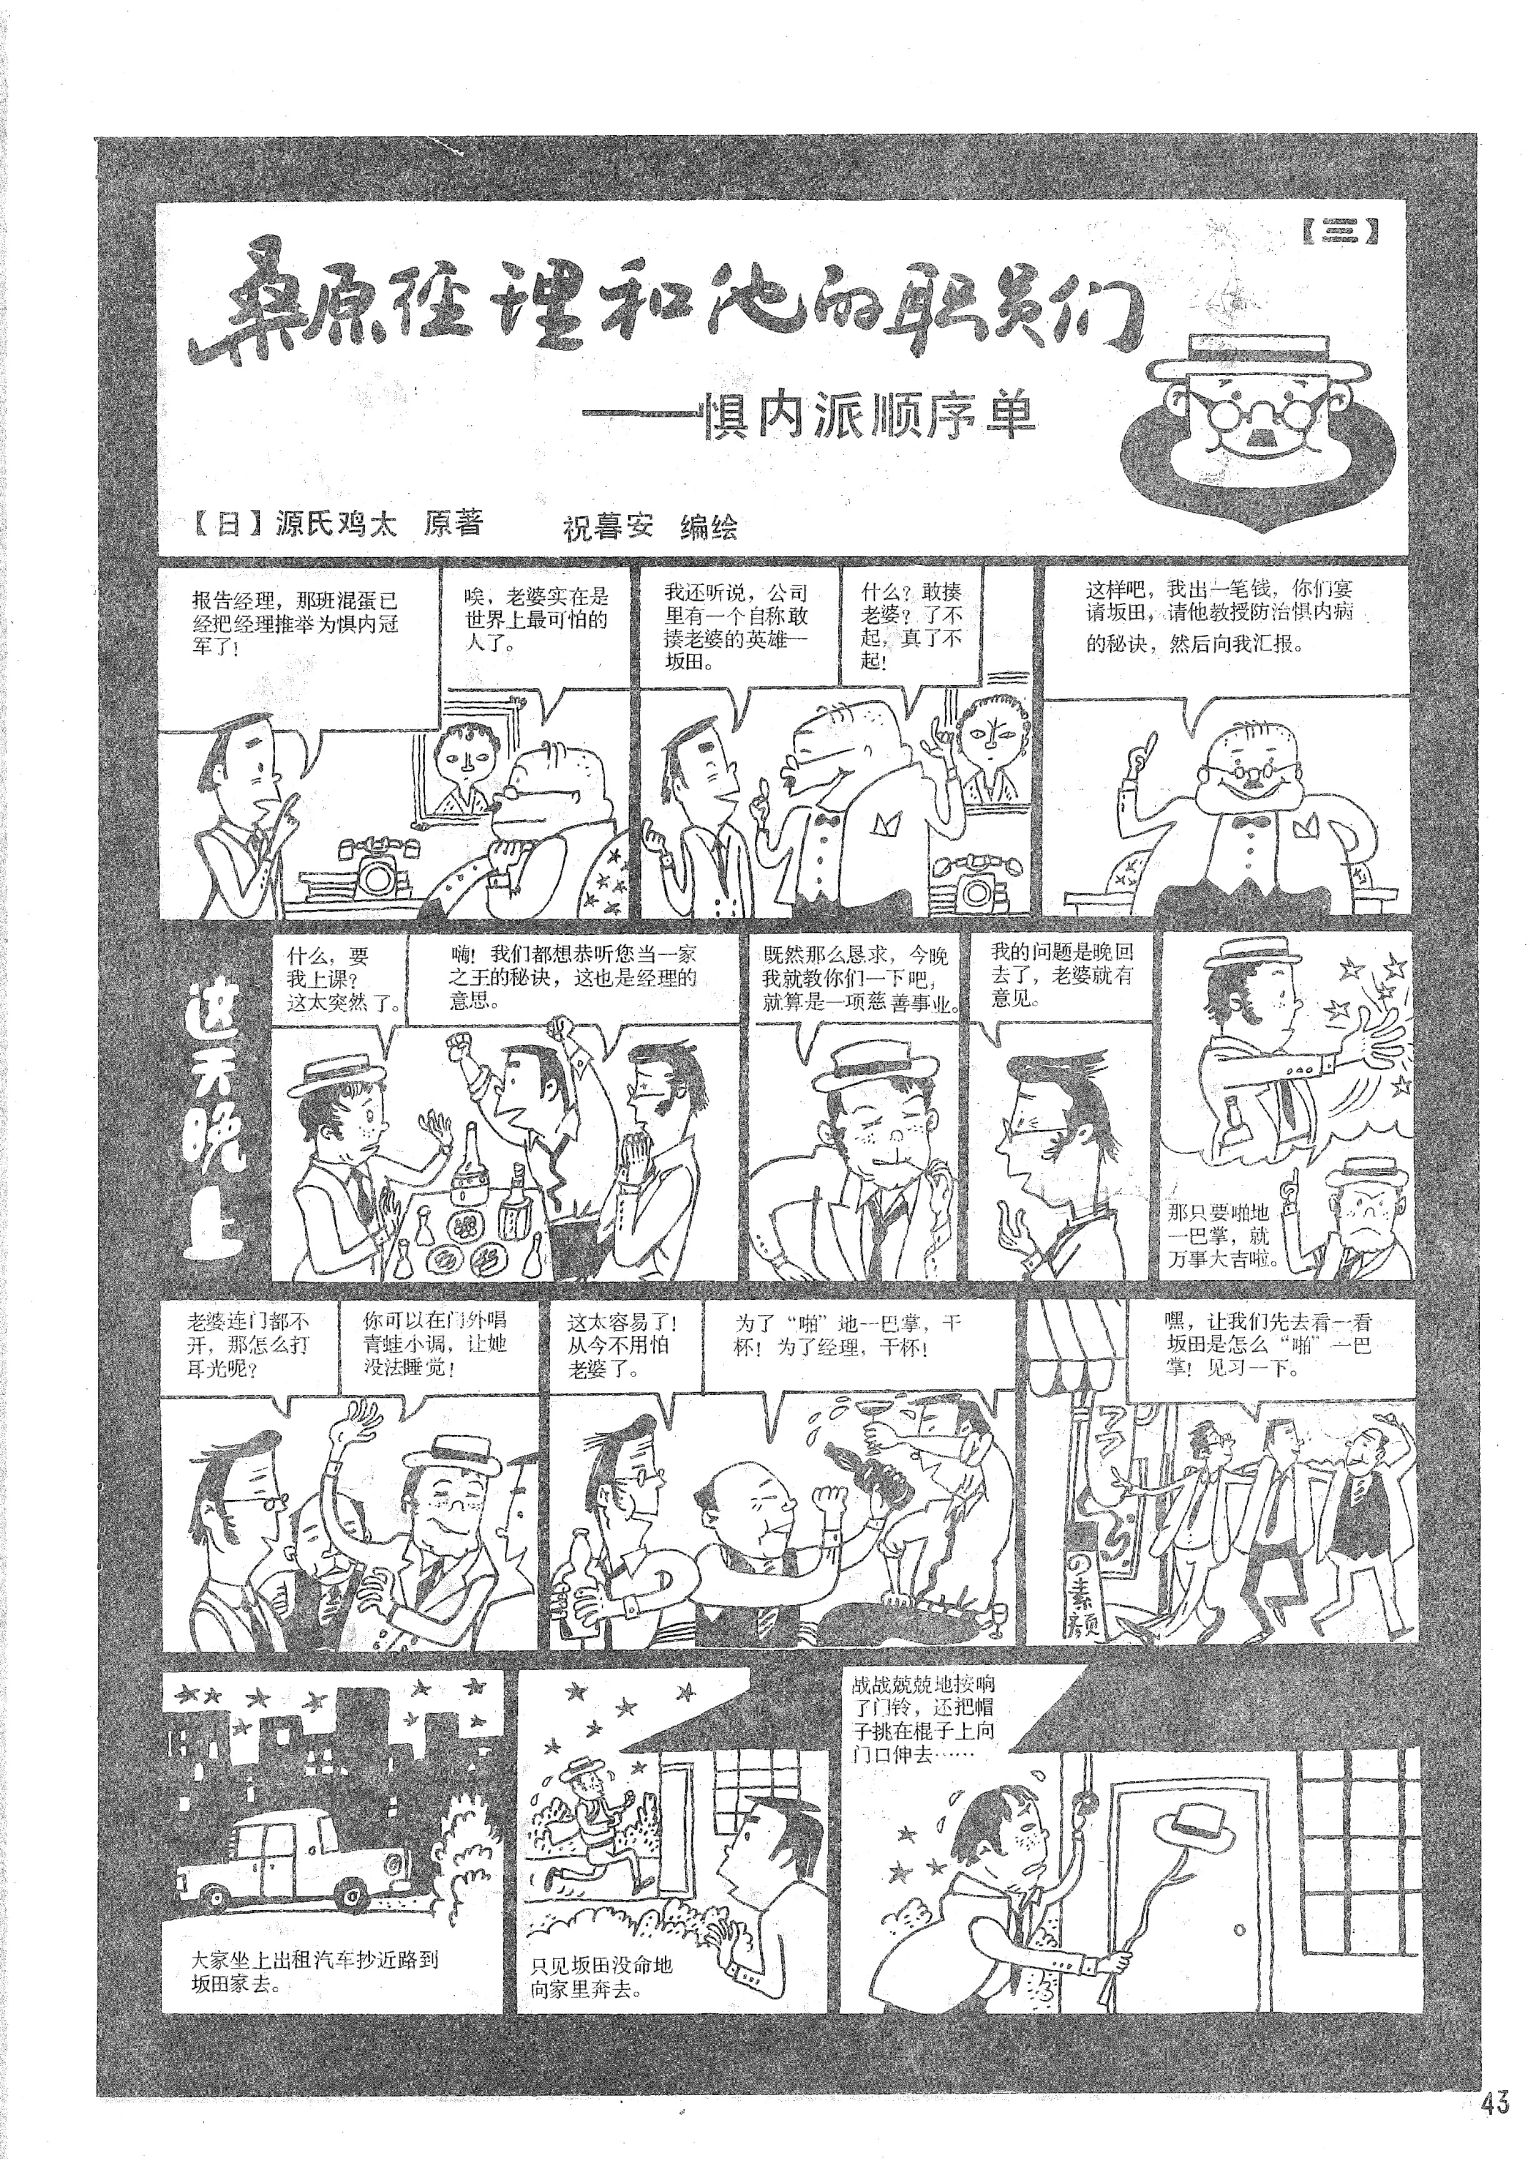 【三】
桑原经理和他的职员们
——惧内派顺序单
【日】源氏鸡太 原著 祝暮安 编绘
报告经理，那班混蛋已
经把经理推举为惧内冠
军了！
唉，老婆实在是
世界上最可怕的
人了。
我还听说，公司
里有一个自称敢
揍老婆的英雄—
坂田。
什么？敢揍
老婆？了不
起，真了不
起！
这样吧，我出一笔钱，你们宴
请坂田，请他教授防治惧内病
的秘诀，然后向我汇报。
这天晚上
什么，要
我上课？
这太突然了。
嗨！我们都想恭听您当一家
之王的秘诀，这也是经理的
意思。
既然那么恳求，今晚
我就教你们一下吧，
就算是一项慈善事业。
我的问题是晚回
去了，老婆就有
意见。
那只要啪地
一巴掌，就
万事大吉啦。
老婆连门都不
开，那怎么打
耳光呢？
你可以在门外唱
青蛙小调，让她
没法睡觉！
这太容易了！
从今不用怕
老婆了。
为了“啪”地一巴掌，干
杯！为了经理，干杯！
嘿，让我们先去看一看
坂田是怎么“啪”一巴
掌！见习一下。
の素顔
大家坐上出租汽车抄近路到
坂田家去。
只见坂田没命地
向家里奔去。
战战兢兢地按响
了门铃，还把帽
子挑在棍子上向
门口伸去……
43